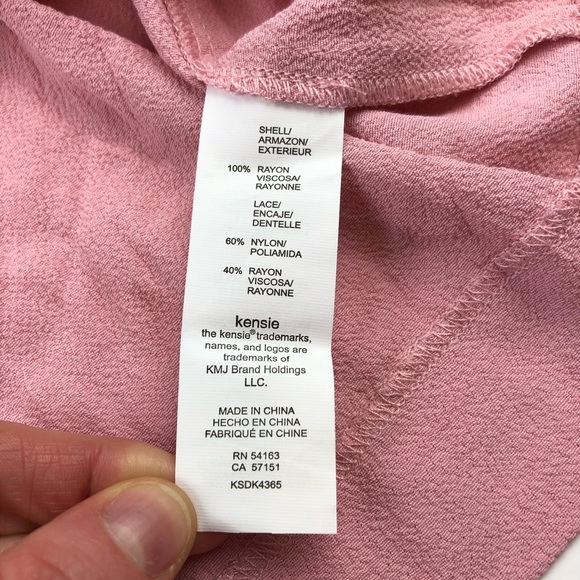 SHELL/
ARMAZON/
EXTERIEUR
100% RAYON
VISCOSA/
RAYONNE
LACE/
ENCAJE/
DENTELLE
60% NYLON/
POLIAMIDA
40% RAYON
VISCOSA/
RAYONNE
kensie
the kensie® trademarks,
names, and logos are
trademarks of
KMJ Brand Holdings
LLC.
MADE IN CHINA
HECHO EN CHINA
FABRIQUÉ EN CHINE
RN 54163
CA 57151
KSDK4365